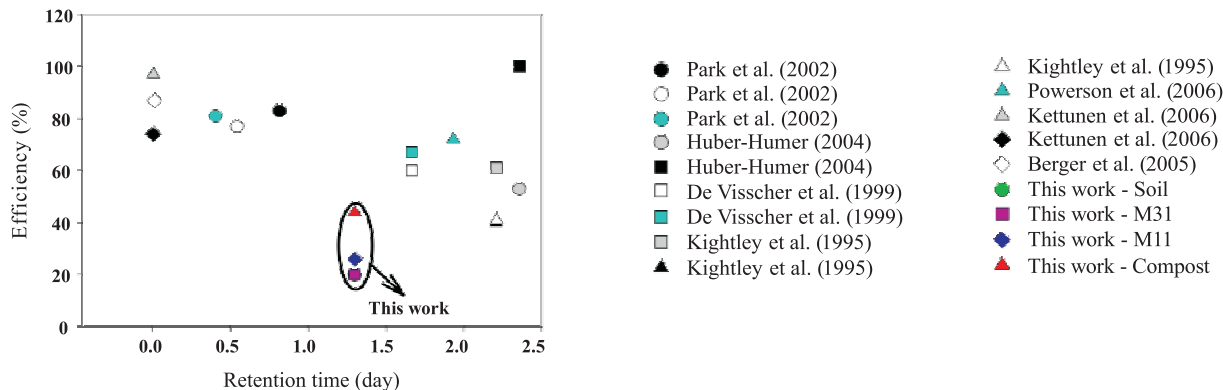 120
100
80
60
40
20
0
Efficiency (%)
0.0 0.5 1.0 1.5 2.0 2.5
Retention time (day)
This work
Park et al. (2002)
Park et al. (2002)
Park et al. (2002)
Huber-Humer (2004)
Huber-Humer (2004)
De Visscher et al. (1999)
De Visscher et al. (1999)
Kightley et al. (1995)
Kightley et al. (1995)
Kightley et al. (1995)
Powerson et al. (2006)
Kettunen et al. (2006)
Kettunen et al. (2006)
Berger et al. (2005)
This work - Soil
This work - M31
This work - M11
This work - Compost